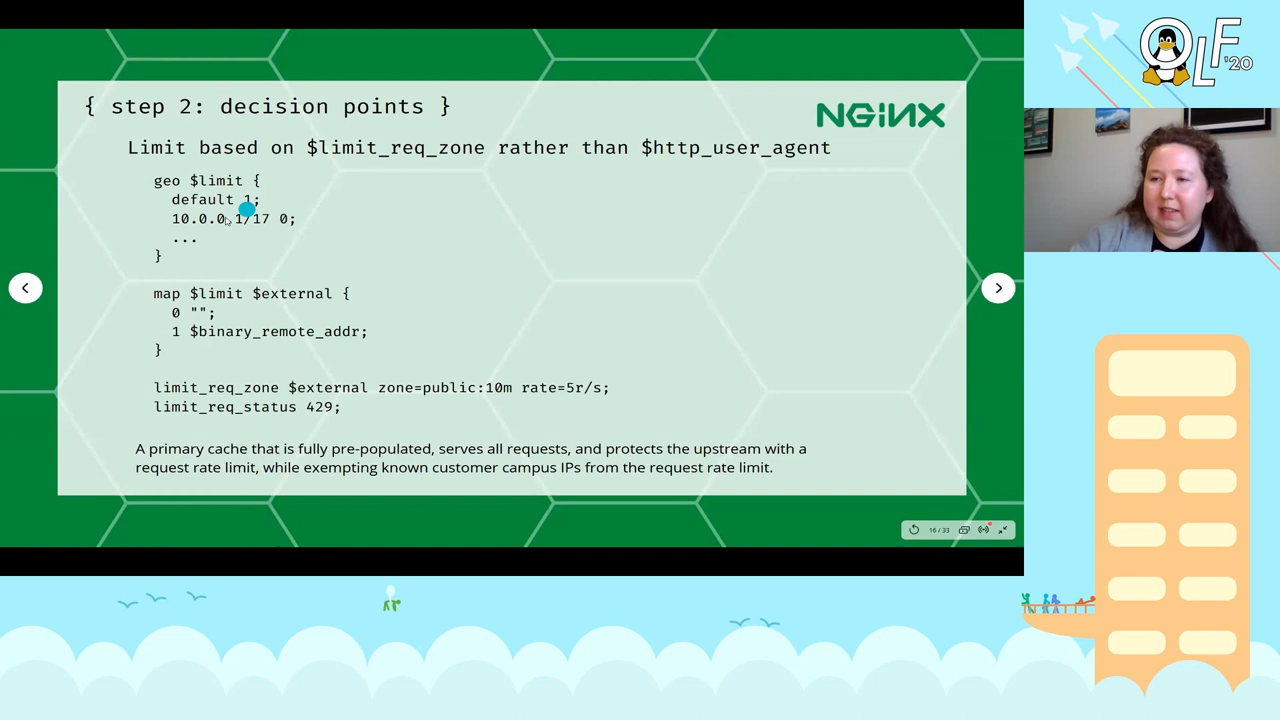 { step 2: decision points }
NGINX
Limit based on $limit_req_zone rather than $http_user_agent
geo $limit {
default 1;
10.0.0.1/17 0;
...
}
map $limit $external {
0 "";
1 $binary_remote_addr;
}
limit_req_zone $external zone=public:10m rate=5r/s;
limit_req_status 429;
A primary cache that is fully pre-populated, serves all requests, and protects the upstream with a
request rate limit, while exempting known customer campus IPs from the request rate limit.
16 / 33
OLF '20